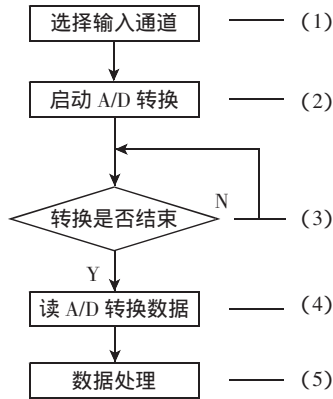 选择输入通道 (1)
启动 A/D 转换 (2)
N
转换是否结束 (3)
Y
读 A/D 转换数据 (4)
数据处理 (5)